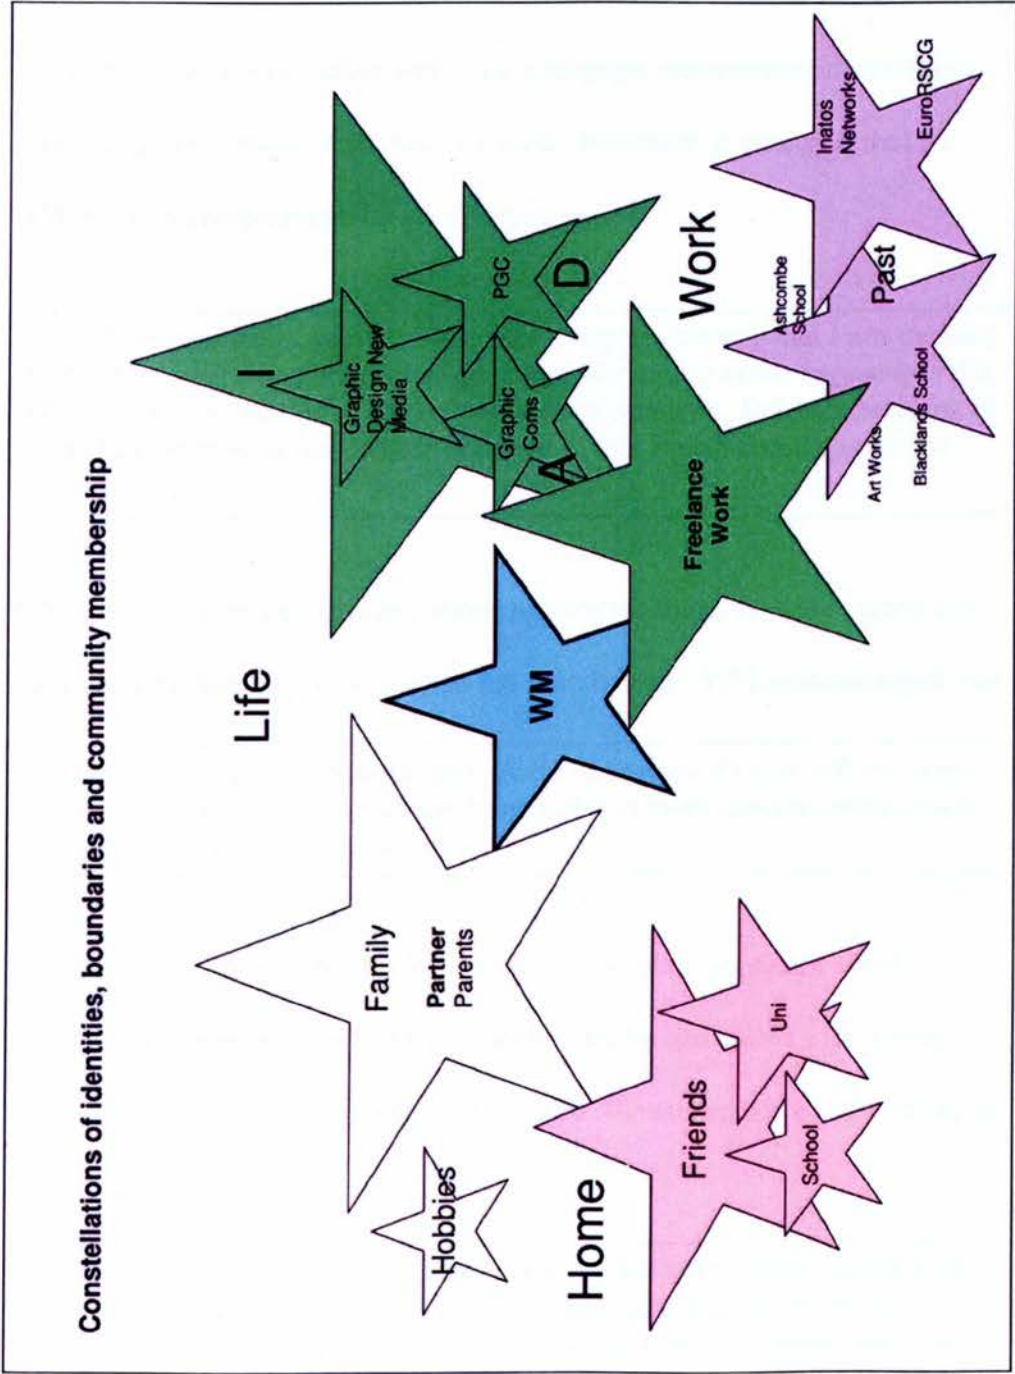 Constellations of identities, boundaries and community membership
Life
I
Graphic
Design New
Media
Family
Partner
Parents
Hobbies
WM
Graphic
Coms
PGC
A
D
Home
Friends
Uni
School
Freelance
Work
Work
Ashcombe
School
Inatos
Networks
Art Works
Past
Blacklands School
EuroRSCG